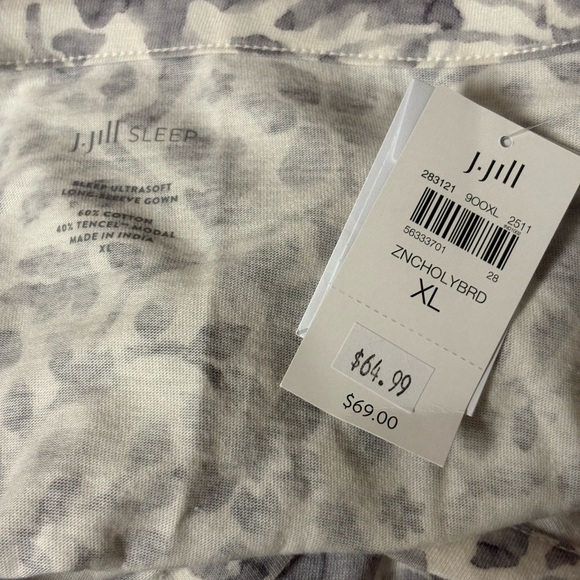 J.Jill SLEEP
SLEEP ULTRASOFT
LONG-SLEEVE GOWN
60% COTTON
40% TENCEL™ MODAL
MADE IN INDIA
XL
J.Jill
283121 9OOXL 2511
56333701 28
ZNCHOLYBRD
XL
$64.99
$69.00